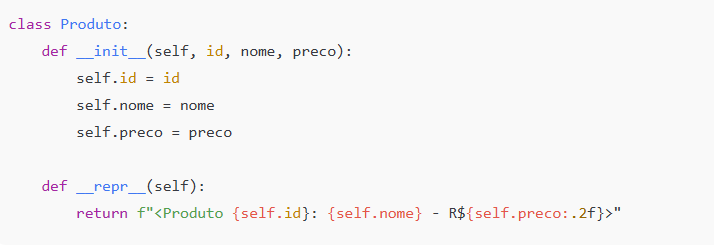 class Produto:
    def __init__(self, id, nome, preco):
        self.id = id
        self.nome = nome
        self.preco = preco

    def __repr__(self):
        return f"<Produto {self.id}: {self.nome} - R${self.preco:.2f}>"